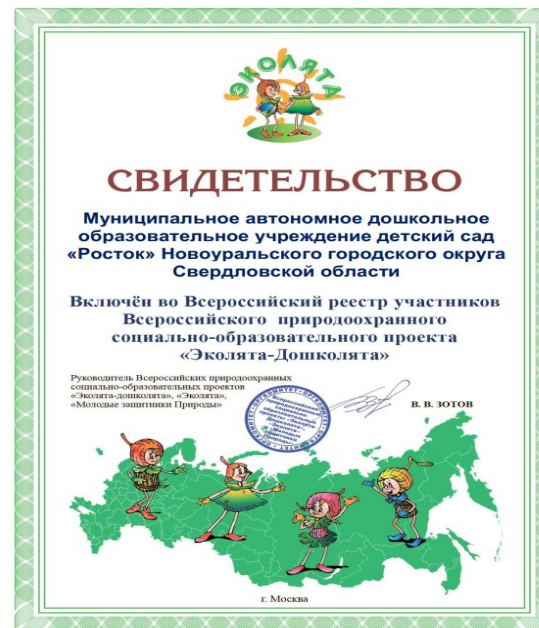 ЭКОЛЯТА
СВИДЕТЕЛЬСТВО
Муниципальное автономное дошкольное
образовательное учреждение детский сад
«Росток» Новоуральского городского округа
Свердловской области
Включён во Всероссийский реестр участников
Всероссийского природоохранного
социально-образовательного проекта
«Эколята-Дошколята»
Руководитель Всероссийских природоохранных
социально-образовательных проектов
«Эколята-дошколята», «Эколята»,
«Молодые защитники Природы»
В. В. ЗОТОВ
г. Москва